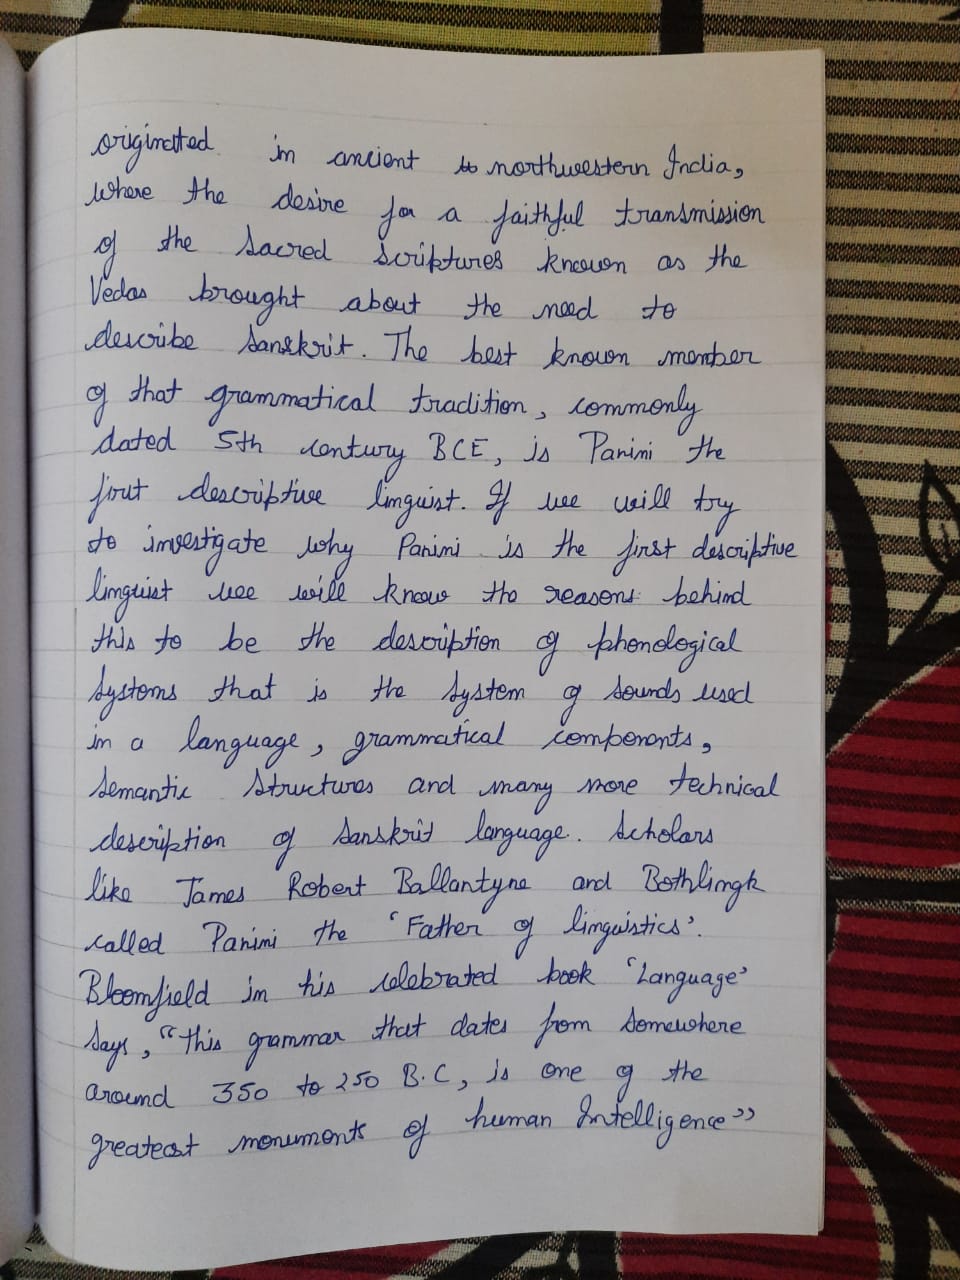 originated in ancient northwestern India,
where the desire for a faithful transmission
of the sacred scriptures known as the
Vedas brought about the need to
describe Sanskrit. The best known member
of that grammatical tradition, commonly
dated 5th century BCE, is Panini the
first descriptive linguist. If we will try
to investigate why Panini is the first descriptive
linguist we will know the reasons behind
this to be the description of phonological
systems that is the system of sounds used
in a language, grammatical components,
semantic structures and many more technical
description of Sanskrit language. Scholars
like James Robert Ballantyne and Bothlingk
called Panini the 'Father of linguistics'.
Bloomfield in his celebrated book 'Language'
says, "this grammar that dates from somewhere
around 350 to 250 B.C, is one of the
greatest monuments of human Intelligence"